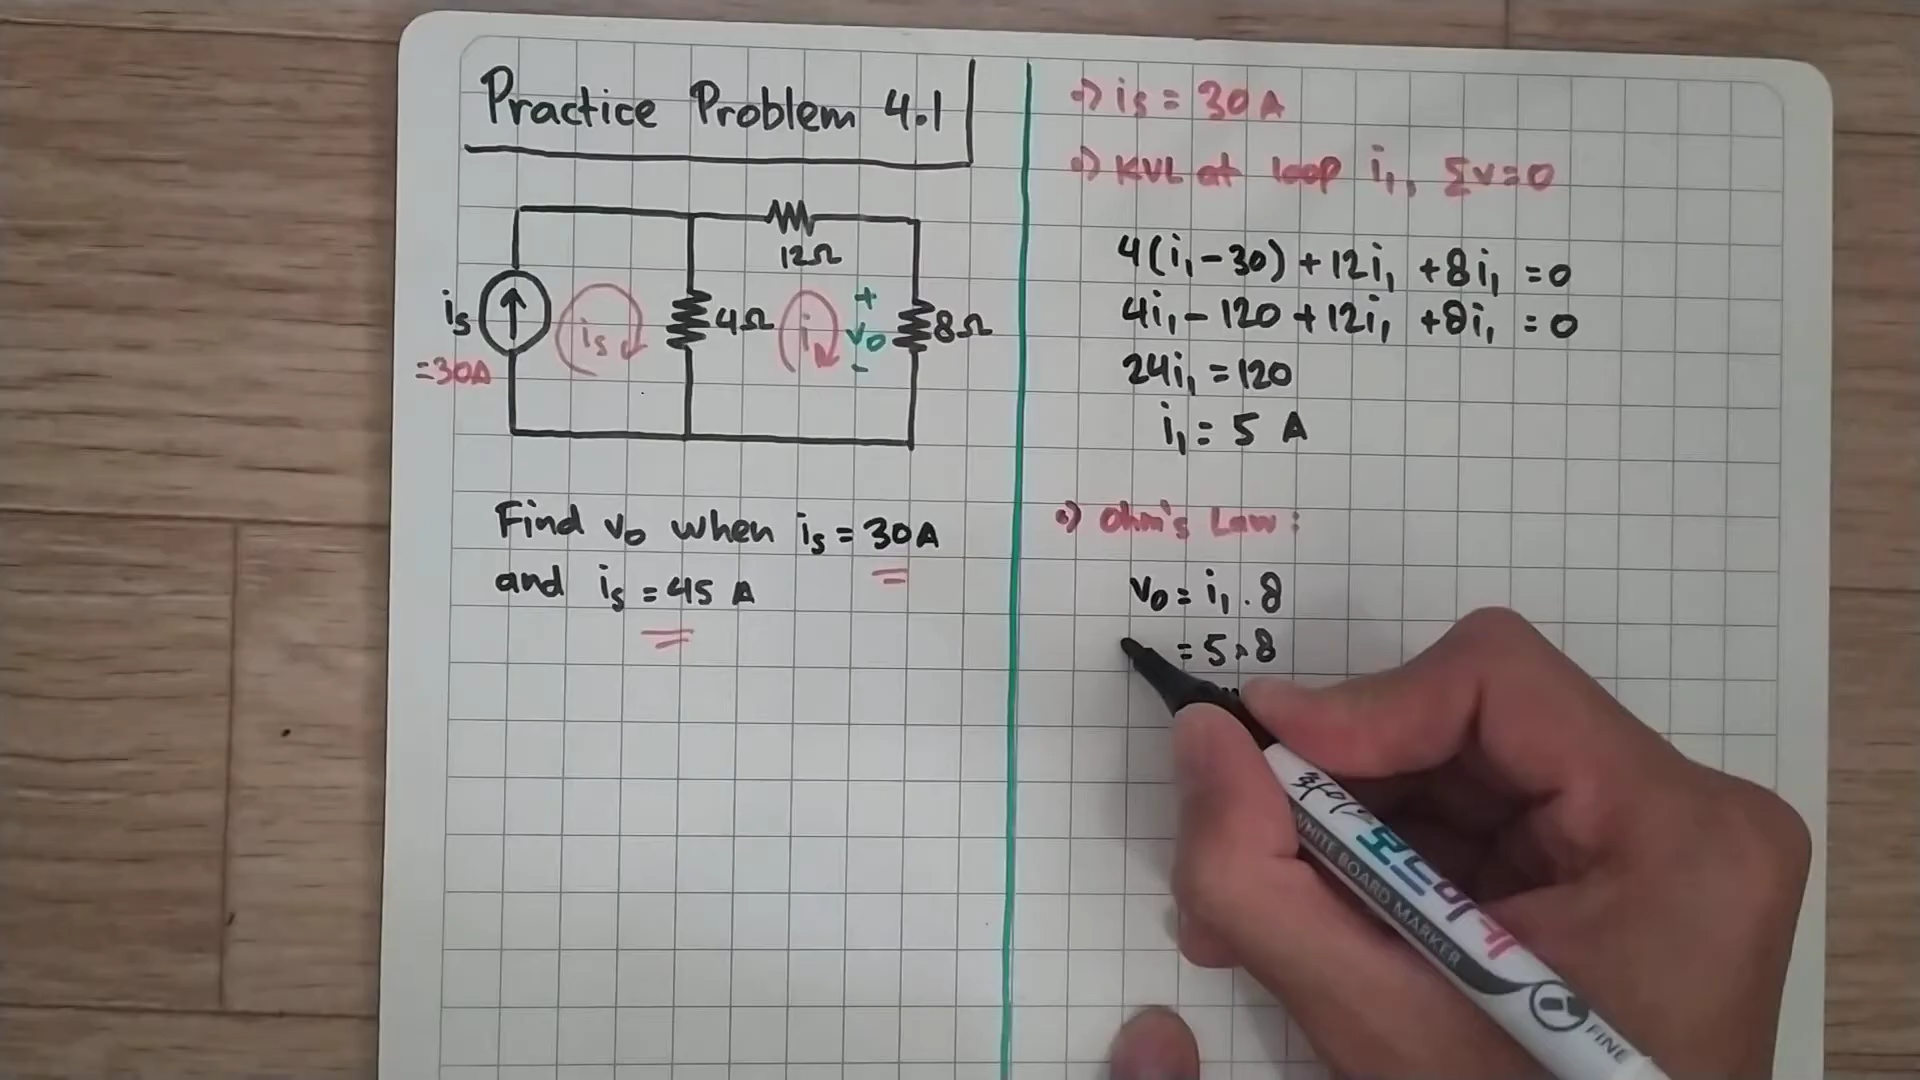 Practice Problem 4.1
12Ω
is
=30A
is
4Ω
i
+
vo
-
8Ω
Find vo when is = 30A
and is = 45 A
•) is = 30A
•) KVL at loop i1, Σv=0
4(i1 - 30) + 12i1 + 8i1 = 0
4i1 - 120 + 12i1 + 8i1 = 0
24i1 = 120
i1 = 5 A
•) Ohm's Law:
vo = i1 . 8
= 5 × 8
WHITE BOARD MARKER
FINE